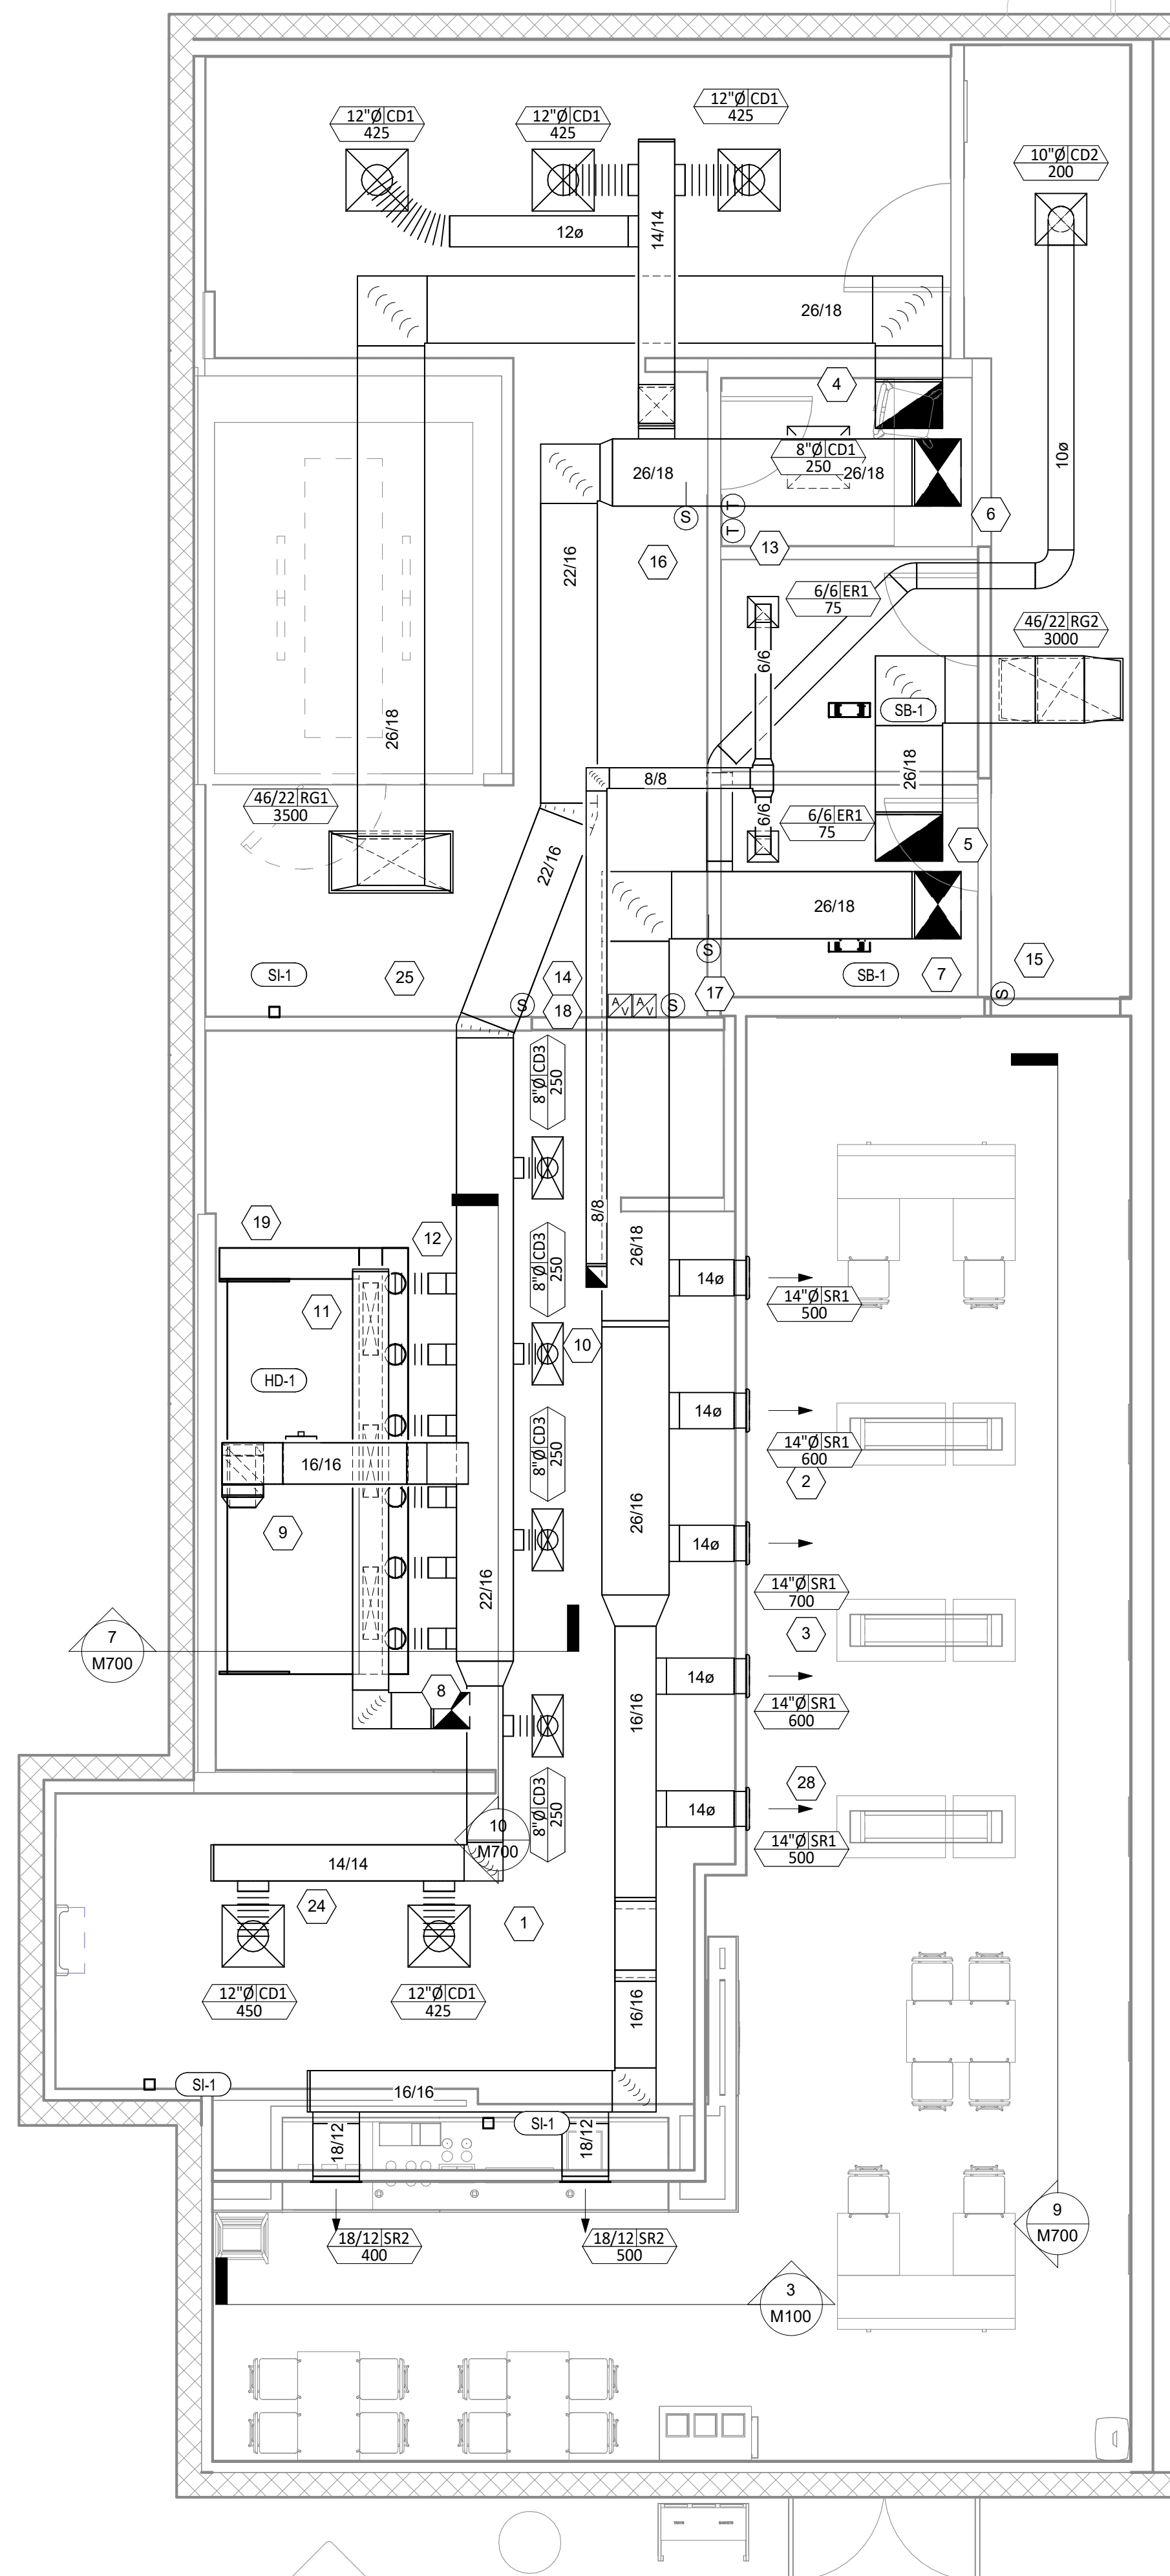 12"Ø CD1
425
12"Ø CD1
425
12"Ø CD1
425
10"Ø CD2
200
14/14
12ø
26/18
4
8"Ø CD1
250
26/18
26/18
10ø
S
T
T
6
13
16
22/16
6/6 ER1
75
46/22 RG2
3000
6/6
SB-1
26/18
26/18
8/8
46/22 RG1
3500
6/6
6/6 ER1
75
5
22/16
26/18
S
SI-1
25
14
SB-1
7
15
S
18
A
V
A
V
S
17
S
8"Ø CD3
250
8/8
19
12
8"Ø CD3
250
26/18
14ø
14"Ø SR1
500
11
10
HD-1
14ø
8"Ø CD3
250
14"Ø SR1
600
16/16
2
26/16
9
14ø
22/16
14"Ø SR1
700
7
M700
3
14ø
8
16/16
14"Ø SR1
600
28
14ø
8"Ø CD3
250
10
M700
14"Ø SR1
500
14/14
24
1
12"Ø CD1
450
12"Ø CD1
425
16/16
SI-1
16/16
SI-1
18/12
18/12
18/12 SR2
400
18/12 SR2
500
9
M700
3
M100